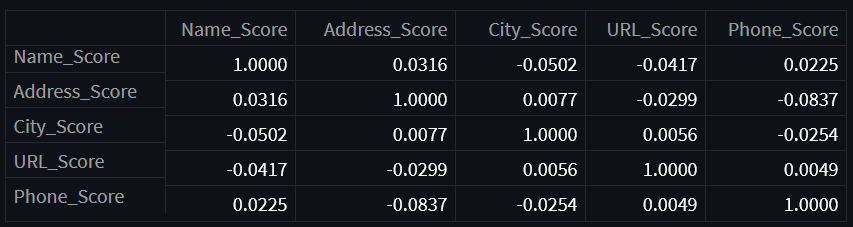 Name_Score Address_Score City_Score URL_Score Phone_Score
Name_Score 1.0000 0.0316 -0.0502 -0.0417 0.0225
Address_Score 0.0316 1.0000 0.0077 -0.0299 -0.0837
City_Score -0.0502 0.0077 1.0000 0.0056 -0.0254
URL_Score -0.0417 -0.0299 0.0056 1.0000 0.0049
Phone_Score 0.0225 -0.0837 -0.0254 0.0049 1.0000